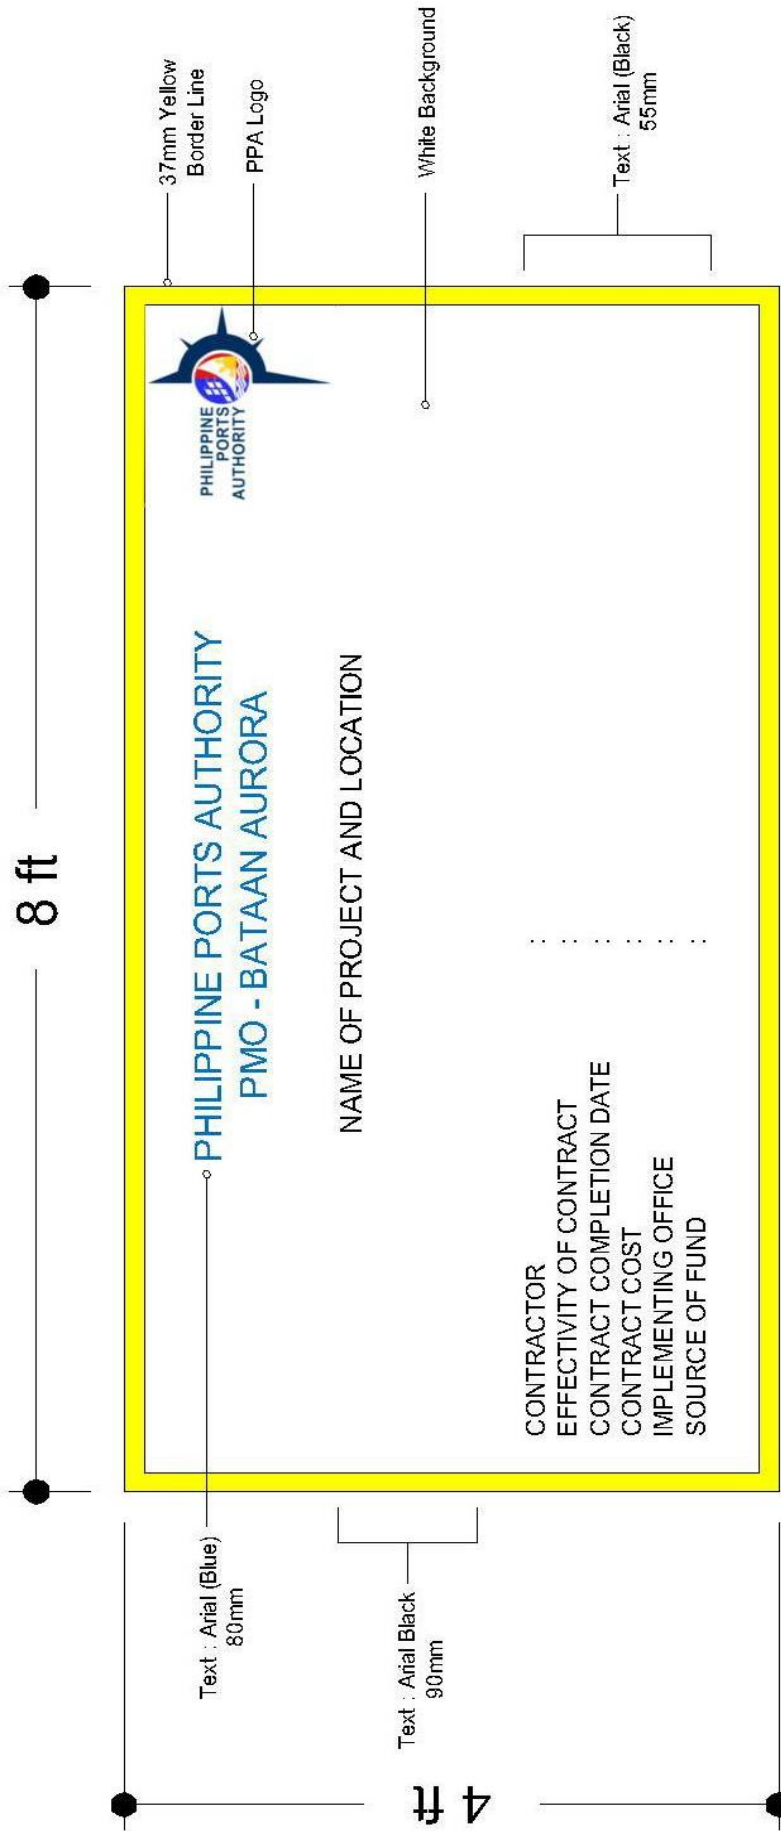 8 ft
4 ft
37mm Yellow
Border Line
PPA Logo
White Background
Text : Arial (Black)
55mm
Text : Arial (Blue)
80mm
Text : Arial Black
90mm
PHILIPPINE PORTS AUTHORITY
PMO - BATAAN AURORA
PHILIPPINE
PORTS
AUTHORITY
NAME OF PROJECT AND LOCATION
CONTRACTOR :
EFFECTIVITY OF CONTRACT :
CONTRACT COMPLETION DATE :
CONTRACT COST :
IMPLEMENTING OFFICE :
SOURCE OF FUND :